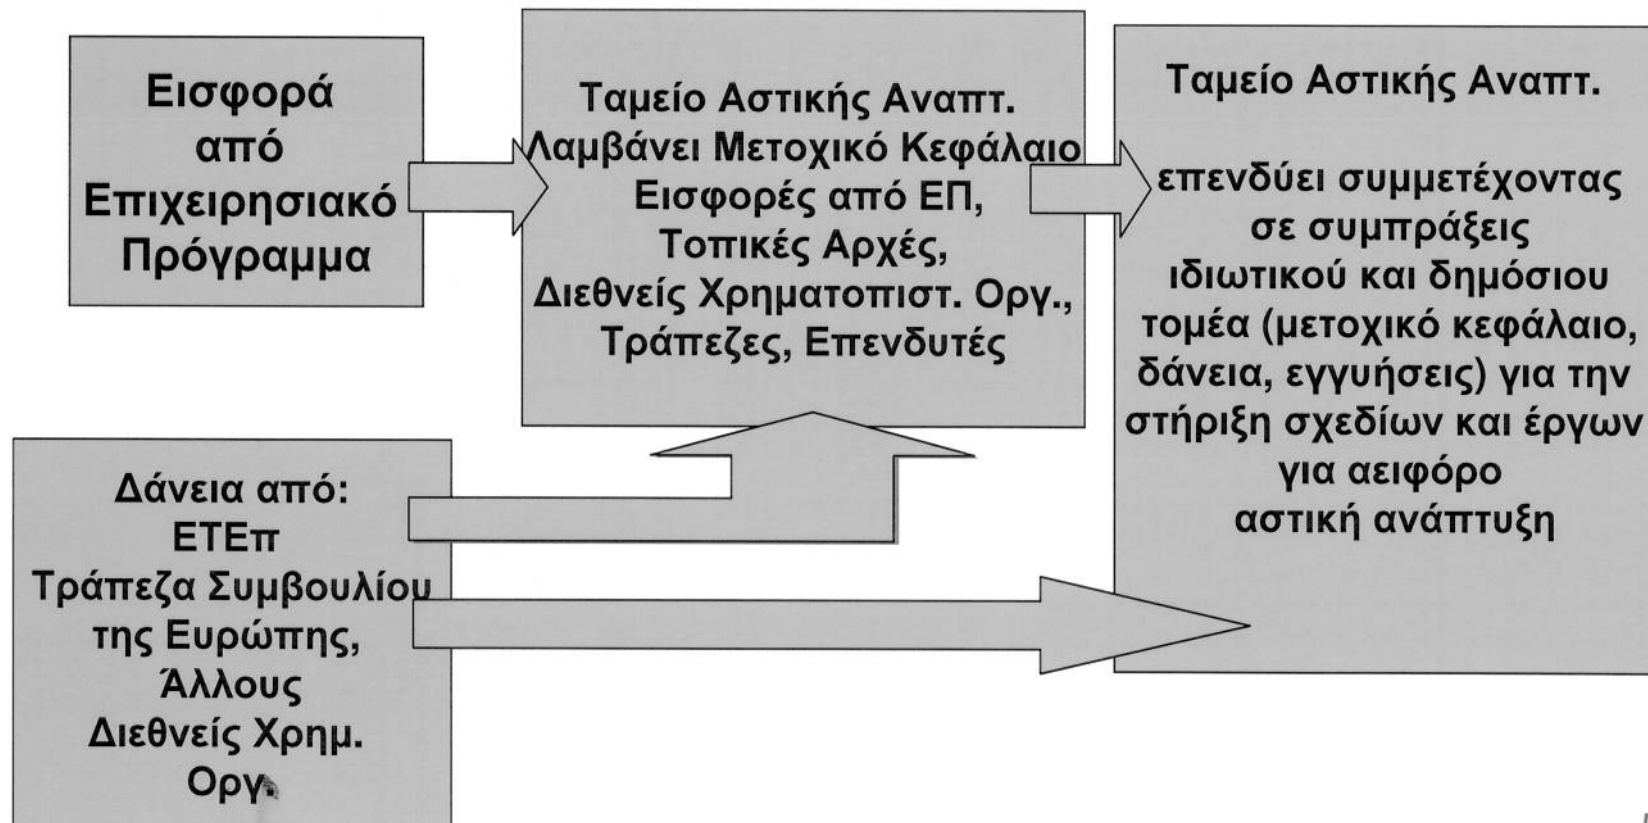 Εισφορά
από
Επιχειρησιακό
Πρόγραμμα
Ταμείο Αστικής Αναπτ.
Λαμβάνει Μετοχικό Κεφάλαιο
Εισφορές από ΕΠ,
Τοπικές Αρχές,
Διεθνείς Χρηματοπιστ. Οργ.,
Τράπεζες, Επενδυτές
Ταμείο Αστικής Αναπτ.
επενδύει συμμετέχοντας
σε συμπράξεις
ιδιωτικού και δημόσιου
τομέα (μετοχικό κεφάλαιο,
δάνεια, εγγυήσεις) για την
στήριξη σχεδίων και έργων
για αειφόρο
αστική ανάπτυξη
Δάνεια από:
ΕΤΕπ
Τράπεζα Συμβουλίου
της Ευρώπης,
Άλλους
Διεθνείς Χρημ.
Οργ.